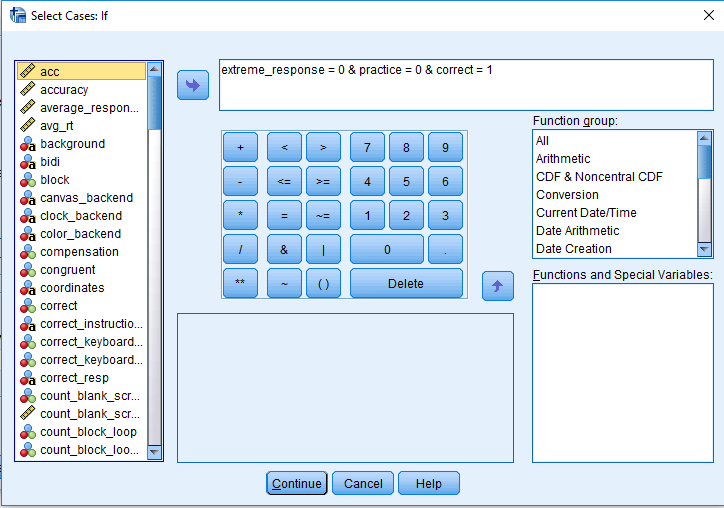 Select Cases: If
acc
accuracy
average_respon...
avg_rt
background
bidi
block
canvas_backend
clock_backend
color_backend
compensation
congruent
coordinates
correct
correct_instructio...
correct_keyboard...
correct_keyboard...
correct_resp
count_blank_scr...
count_blank_scr...
count_block_loop
count_block_loo...
extreme_response = 0 & practice = 0 & correct = 1
+ < > 7 8 9
- <= >= 4 5 6
* = ~= 1 2 3
/ & | 0 .
** ~ ( ) Delete
Function group:
All
Arithmetic
CDF & Noncentral CDF
Conversion
Current Date/Time
Date Arithmetic
Date Creation
Functions and Special Variables:
Continue Cancel Help